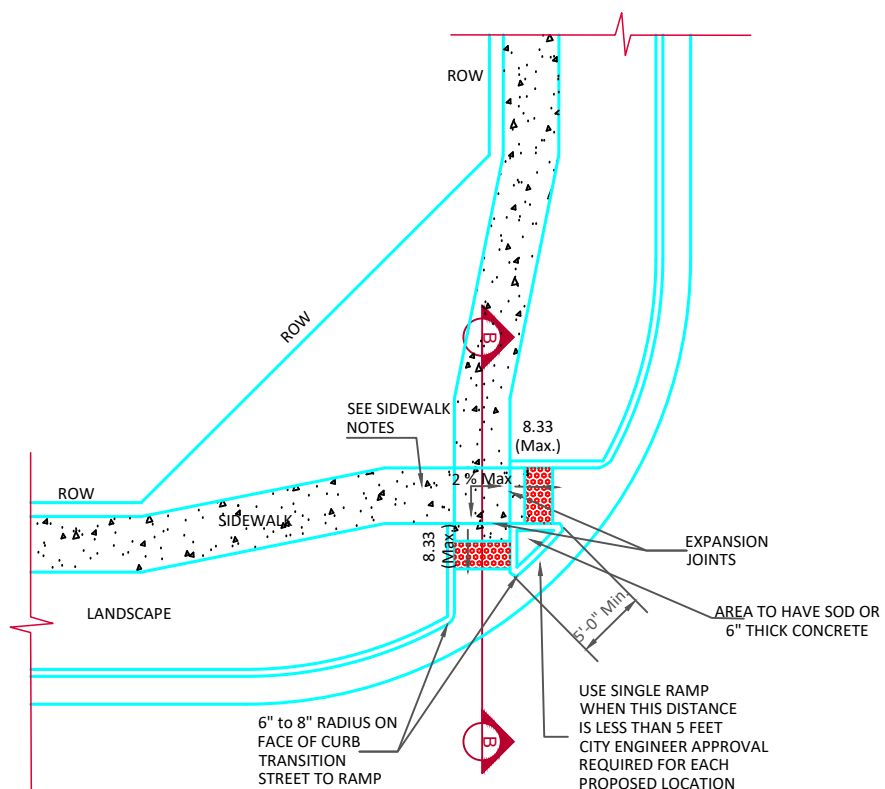 ROW
ROW
SEE SIDEWALK
NOTES
8.33
(Max.)
B
2 % Max
ROW
SIDEWALK
8.33
(Max.)
EXPANSION
JOINTS
LANDSCAPE
AREA TO HAVE SOD OR
6" THICK CONCRETE
5'-0" Min.
USE SINGLE RAMP
WHEN THIS DISTANCE
IS LESS THAN 5 FEET
CITY ENGINEER APPROVAL
REQUIRED FOR EACH
PROPOSED LOCATION
6" to 8" RADIUS ON
FACE OF CURB
TRANSITION
STREET TO RAMP
B